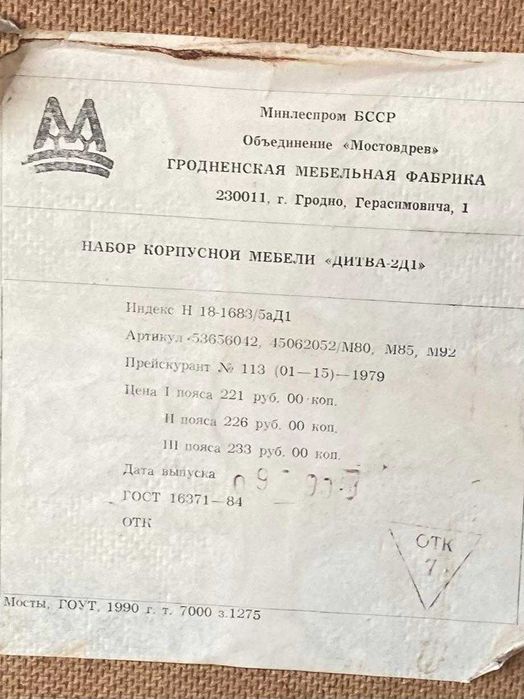 Минлеспром БССР
Объединение «Мостовдрев»
ГРОДНЕНСКАЯ МЕБЕЛЬНАЯ ФАБРИКА
230011, г. Гродно, Герасимовича, 1
НАБОР КОРПУСНОЙ МЕБЕЛИ «ДИТВА-2Д1»
Индекс Н 18-1683/5аД1
Артикул 53656042, 45062052/М80, М85, М92
Прейскурант № 113 (01—15)—1979
Цена I пояса 221 руб. 00 коп.
II пояса 226 руб. 00 коп.
III пояса 233 руб. 00 коп.
Дата выпуска
ГОСТ 16371—84
ОТК
ОТК
7
Мосты, ГОУТ, 1990 г. т. 7000 з.1275